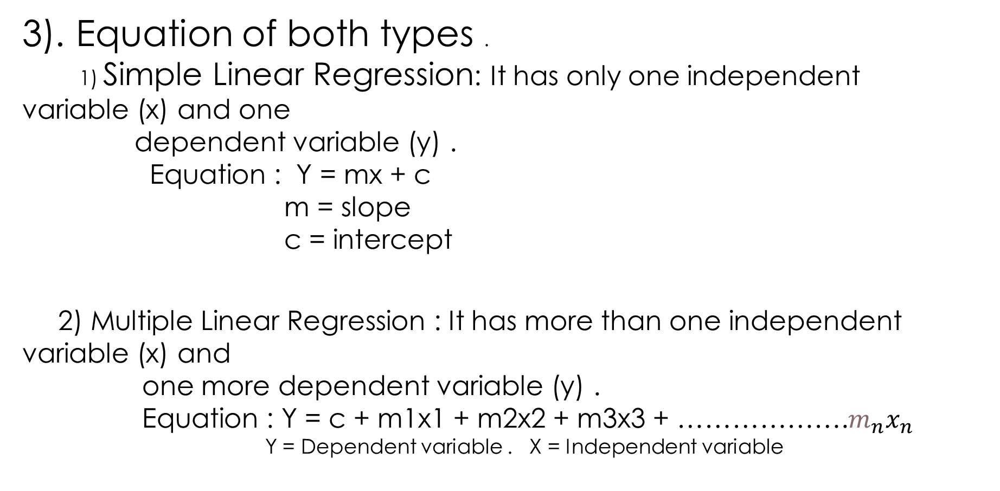 3). Equation of both types .
1) Simple Linear Regression: It has only one independent
variable (x) and one
dependent variable (y) .
Equation : Y = mx + c
m = slope
c = intercept
2) Multiple Linear Regression : It has more than one independent
variable (x) and
one more dependent variable (y) .
Equation : Y = c + m1x1 + m2x2 + m3x3 + ...................mₙxₙ
Y = Dependent variable . X = Independent variable